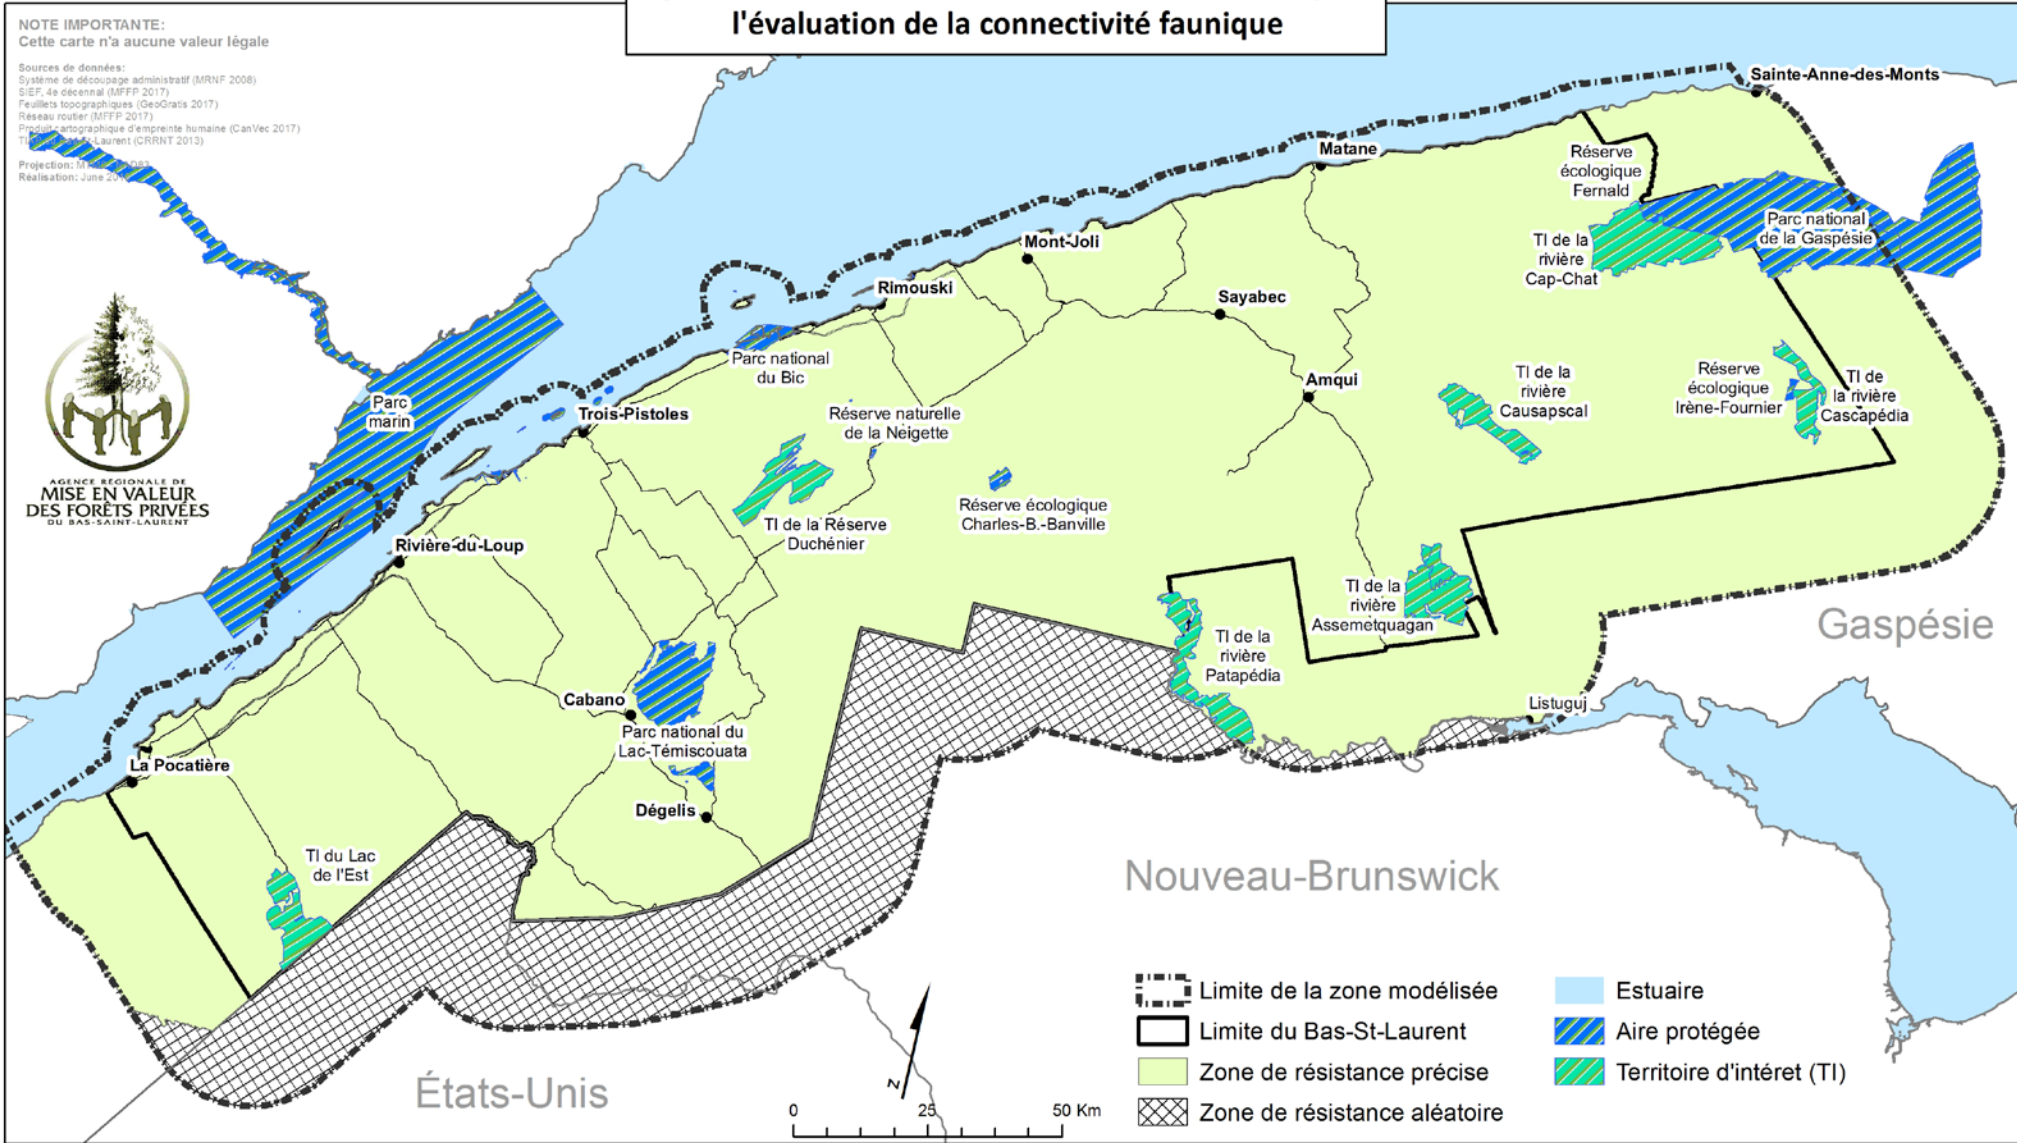 l'évaluation de la connectivité faunique
NOTE IMPORTANTE:
Cette carte n'a aucune valeur légale
Sources de données:
Système de découpage administratif (MRNF 2008)
SIEF, 4e décennal (MFFP 2017)
Feuillets topographiques (GeoGratis 2017)
Réseau routier (MFFP 2017)
Produit cartographique d'empreinte humaine (CanVec 2017)
-Laurent (CRRNT 2013)
Projection:
Réalisation: June
Sainte-Anne-des-Monts
Matane
Réserve
écologique
Fernald
Parc national
de la Gaspésie
TI de la
rivière
Cap-Chat
Mont-Joli
Rimouski
Sayabec
Parc national
du Bic
Amqui
TI de la
rivière
Causapscal
Réserve
écologique
Irène-Fournier
TI de
la rivière
Cascapédia
Parc
marin
Trois-Pistoles
Réserve naturelle
de la Neigette
AGENCE RÉGIONALE DE
MISE EN VALEUR
DES FORÊTS PRIVÉES
DU BAS-SAINT-LAURENT
TI de la Réserve
Duchénier
Réserve écologique
Charles-B.-Banville
Rivière-du-Loup
TI de la
rivière
Assemetquagan
TI de la
rivière
Patapédia
Gaspésie
Listuguj
Cabano
Parc national du
Lac-Témiscouata
La Pocatière
Dégelis
TI du Lac
de l'Est
Nouveau-Brunswick
États-Unis
N
0 25 50 Km
Limite de la zone modélisée
Limite du Bas-St-Laurent
Zone de résistance précise
Zone de résistance aléatoire
Estuaire
Aire protégée
Territoire d'intéret (TI)